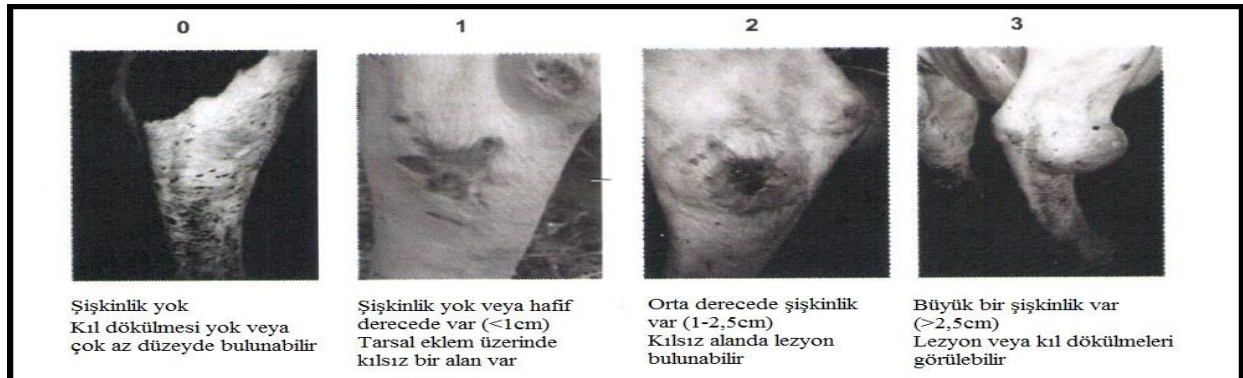 0
1
2
3
Şişkinlik yok
Kıl dökülmesi yok veya
çok az düzeyde bulunabilir
Şişkinlik yok veya hafif
derecede var (<1cm)
Tarsal eklem üzerinde
kılsız bir alan var
Orta derecede şişkinlik
var (1-2,5cm)
Kılsız alanda lezyon
bulunabilir
Büyük bir şişkinlik var
(>2,5cm)
Lezyon veya kıl dökülmeleri
görülebilir